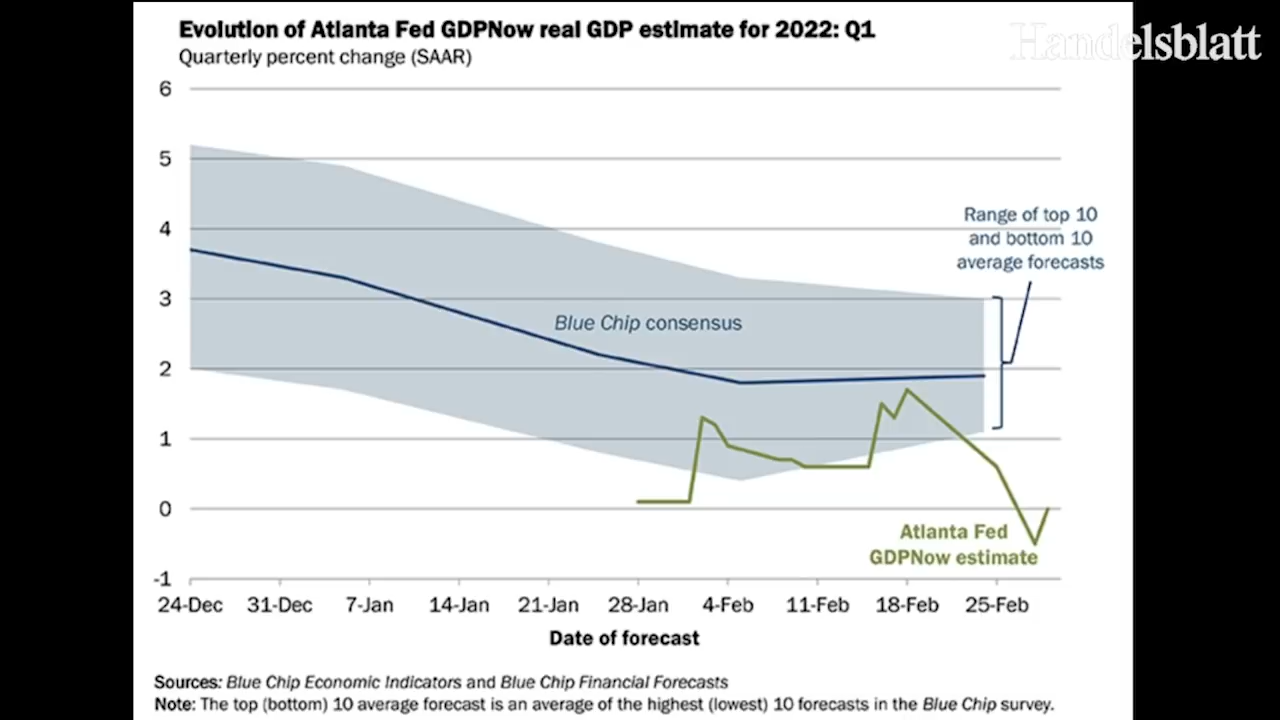 Evolution of Atlanta Fed GDPNow real GDP estimate for 2022: Q1
Quarterly percent change (SAAR)
Handelsblatt
6
5
4
3
2
1
0
-1
Range of top 10
and bottom 10
average forecasts
Blue Chip consensus
Atlanta Fed
GDPNow estimate
24-Dec 31-Dec 7-Jan 14-Jan 21-Jan 28-Jan 4-Feb 11-Feb 18-Feb 25-Feb
Date of forecast
Sources: Blue Chip Economic Indicators and Blue Chip Financial Forecasts
Note: The top (bottom) 10 average forecast is an average of the highest (lowest) 10 forecasts in the Blue Chip survey.